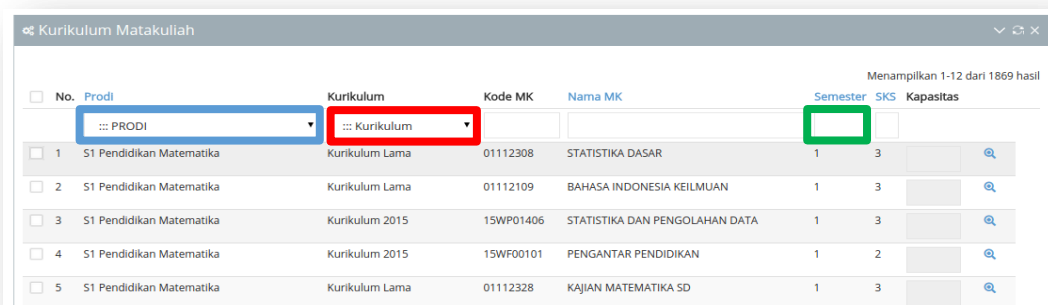 Kurikulum Matakuliah
Menampilkan 1-12 dari 1869 hasil
No. Prodi Kurikulum Kode MK Nama MK Semester SKS Kapasitas
::: PRODI ::: Kurikulum
1 S1 Pendidikan Matematika Kurikulum Lama 01112308 STATISTIKA DASAR 1 3
2 S1 Pendidikan Matematika Kurikulum Lama 01112109 BAHASA INDONESIA KEILMUAN 1 3
3 S1 Pendidikan Matematika Kurikulum 2015 15WP01406 STATISTIKA DAN PENGOLAHAN DATA 1 3
4 S1 Pendidikan Matematika Kurikulum 2015 15WF00101 PENGANTAR PENDIDIKAN 1 2
5 S1 Pendidikan Matematika Kurikulum Lama 01112328 KAJIAN MATEMATIKA SD 1 3